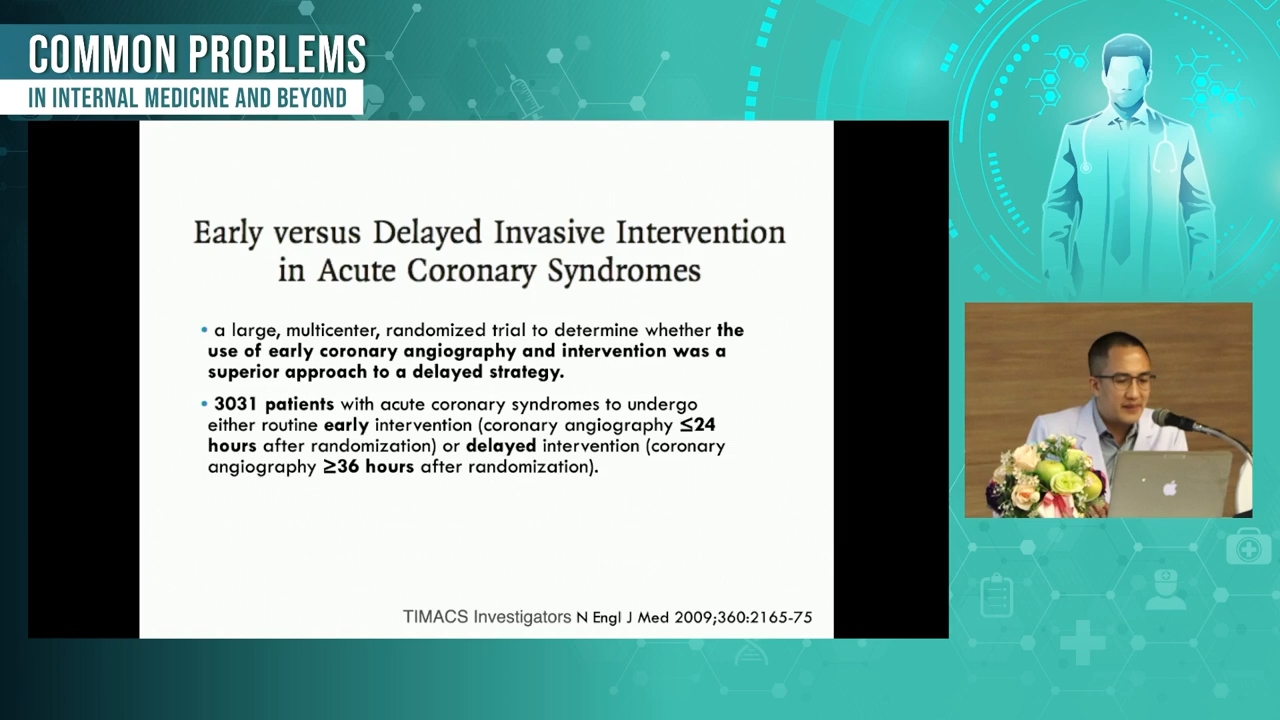 COMMON PROBLEMS
IN INTERNAL MEDICINE AND BEYOND
Early versus Delayed Invasive Intervention
in Acute Coronary Syndromes
• a large, multicenter, randomized trial to determine whether the
use of early coronary angiography and intervention was a
superior approach to a delayed strategy.
• 3031 patients with acute coronary syndromes to undergo
either routine early intervention (coronary angiography ≤24
hours after randomization) or delayed intervention (coronary
angiography ≥36 hours after randomization).
TIMACS Investigators N Engl J Med 2009;360:2165-75